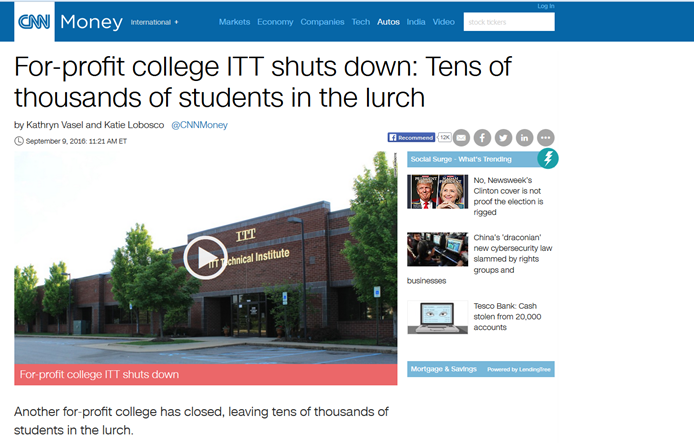 Log In
CNN Money International +
Markets Economy Companies Tech Autos India Video
stock tickers
For-profit college ITT shuts down: Tens of
thousands of students in the lurch
by Kathryn Vasel and Katie Lobosco @CNNMoney
September 9, 2016: 11:21 AM ET
Recommend 12K
ITT
ITT Technical Institute
For-profit college ITT shuts down
Another for-profit college has closed, leaving tens of thousands of
students in the lurch.
Social Surge - What's Trending
No, Newsweek's
Clinton cover is not
proof the election is
rigged
China's 'draconian'
new cybersecurity law
slammed by rights
groups and
businesses
Tesco Bank: Cash
stolen from 20,000
accounts
Mortgage & Savings Powered by LendingTree